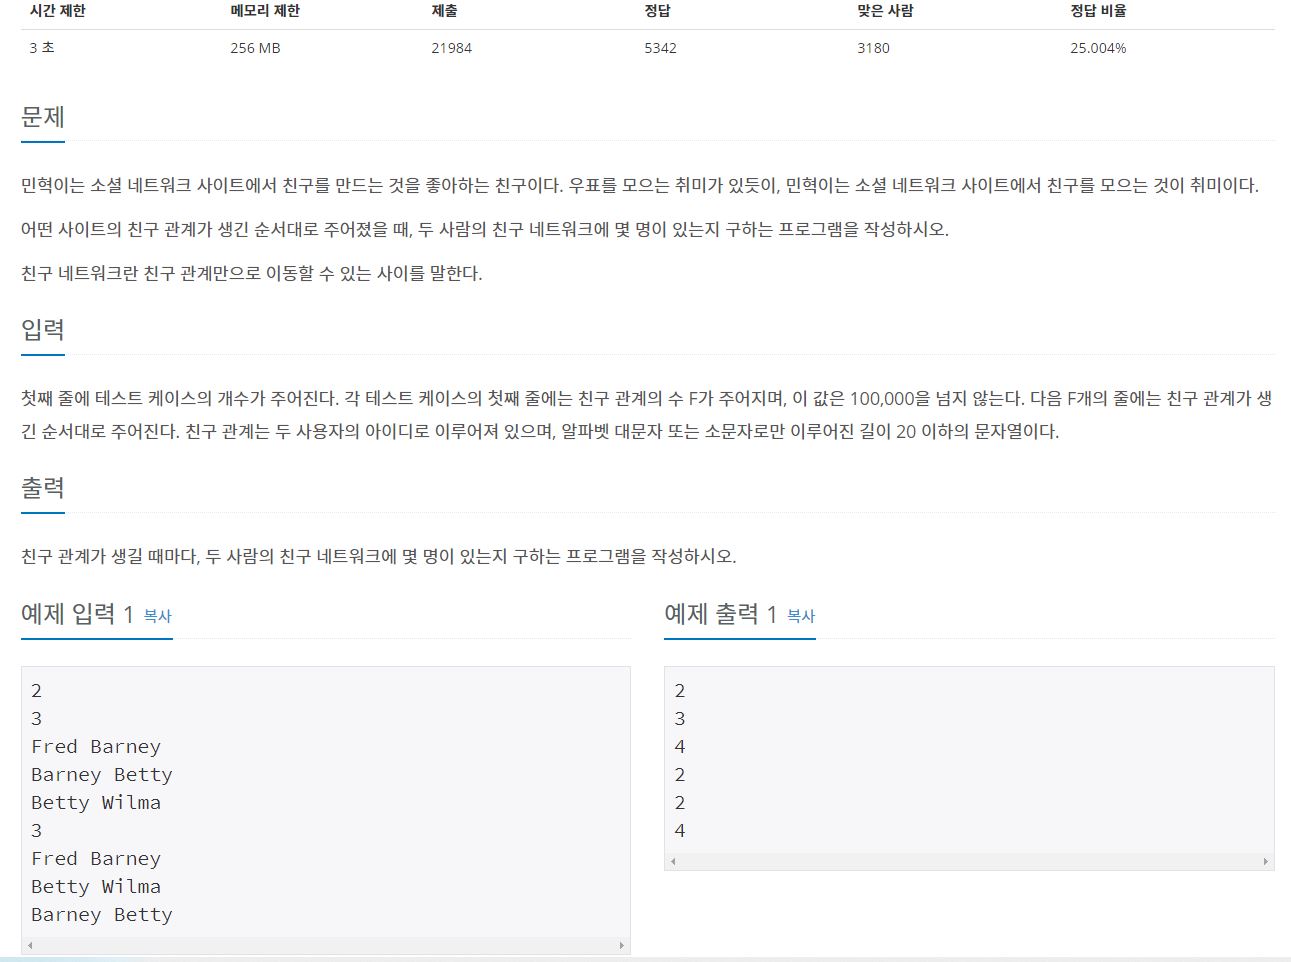 시간 제한 메모리 제한 제출 정답 맞은 사람 정답 비율
3 초 256 MB 21984 5342 3180 25.004%
문제
민혁이는 소셜 네트워크 사이트에서 친구를 만드는 것을 좋아하는 친구이다. 우표를 모으는 취미가 있듯이, 민혁이는 소셜 네트워크 사이트에서 친구를 모으는 것이 취미이다.
어떤 사이트의 친구 관계가 생긴 순서대로 주어졌을 때, 두 사람의 친구 네트워크에 몇 명이 있는지 구하는 프로그램을 작성하시오.
친구 네트워크란 친구 관계만으로 이동할 수 있는 사이를 말한다.
입력
첫째 줄에 테스트 케이스의 개수가 주어진다. 각 테스트 케이스의 첫째 줄에는 친구 관계의 수 F가 주어지며, 이 값은 100,000을 넘지 않는다. 다음 F개의 줄에는 친구 관계가 생
긴 순서대로 주어진다. 친구 관계는 두 사용자의 아이디로 이루어져 있으며, 알파벳 대문자 또는 소문자로만 이루어진 길이 20 이하의 문자열이다.
출력
친구 관계가 생길 때마다, 두 사람의 친구 네트워크에 몇 명이 있는지 구하는 프로그램을 작성하시오.
예제 입력 1 복사
2
3
Fred Barney
Barney Betty
Betty Wilma
3
Fred Barney
Betty Wilma
Barney Betty
예제 출력 1 복사
2
3
4
2
2
4